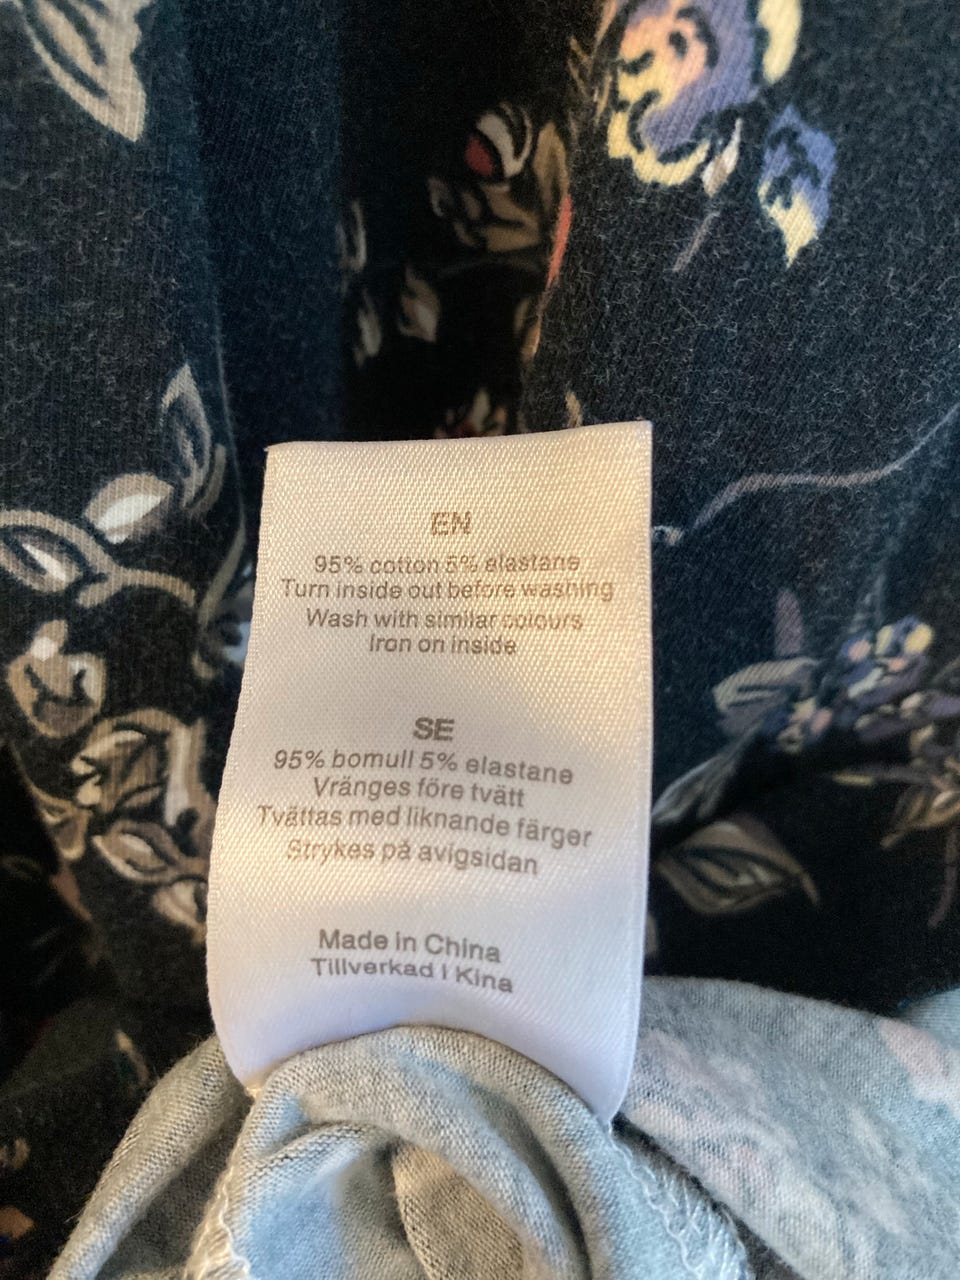 EN
95% cotton 5% elastane
Turn inside out before washing
Wash with similar colours
Iron on inside
SE
95% bomull 5% elastane
Vränges före tvätt
Tvättas med liknande färger
Strykes på avigsidan
Made in China
Tillverkad i Kina